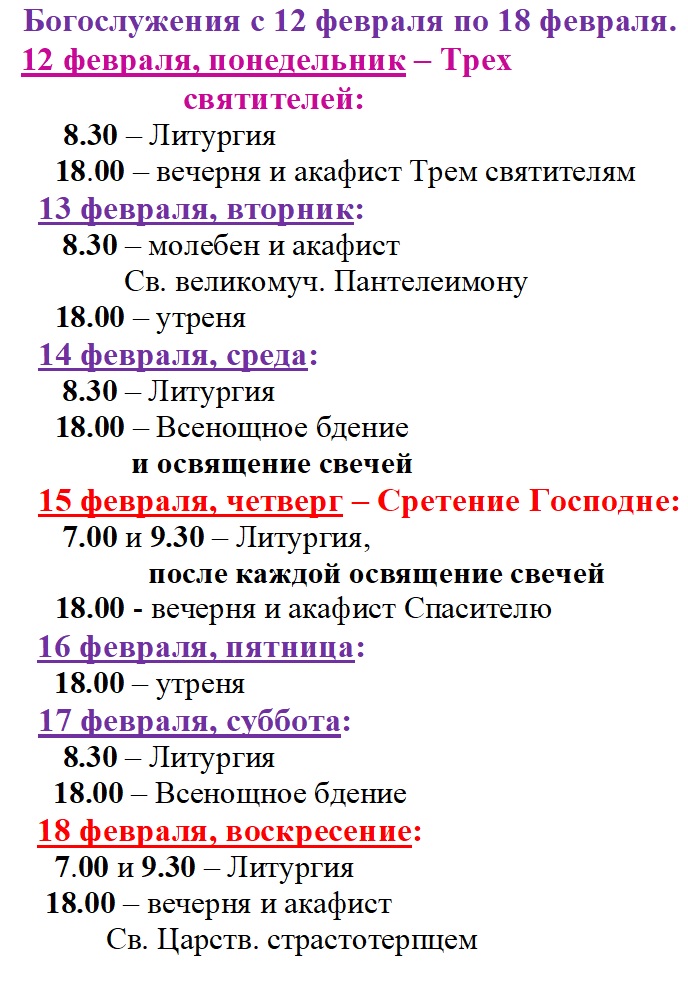 Богослужения с 12 февраля по 18 февраля.
12 февраля, понедельник – Трех
святителей:
8.30 – Литургия
18.00 – вечерня и акафист Трем святителям
13 февраля, вторник:
8.30 – молебен и акафист
Св. великомуч. Пантелеимону
18.00 – утреня
14 февраля, среда:
8.30 – Литургия
18.00 – Всенощное бдение
и освящение свечей
15 февраля, четверг – Сретение Господне:
7.00 и 9.30 – Литургия,
после каждой освящение свечей
18.00 - вечерня и акафист Спасителю
16 февраля, пятница:
18.00 – утреня
17 февраля, суббота:
8.30 – Литургия
18.00 – Всенощное бдение
18 февраля, воскресение:
7.00 и 9.30 – Литургия
18.00 – вечерня и акафист
Св. Царств. страстотерпцем